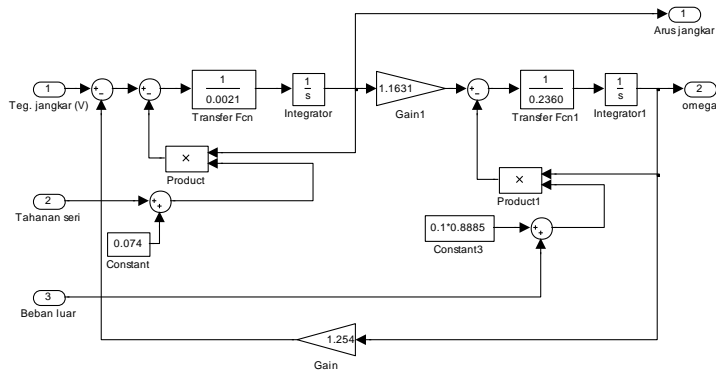 1
Arus jangkar
1
Teg. jangkar (V)
1
0.0021
Transfer Fcn
1
s
Integrator
1.1631
Gain1
1
0.2360
Transfer Fcn1
1
s
Integrator1
2
omega
×
Product
×
Product1
2
Tahanan seri
0.074
Constant
0.1*0.8885
Constant3
3
Beban luar
1.254
Gain